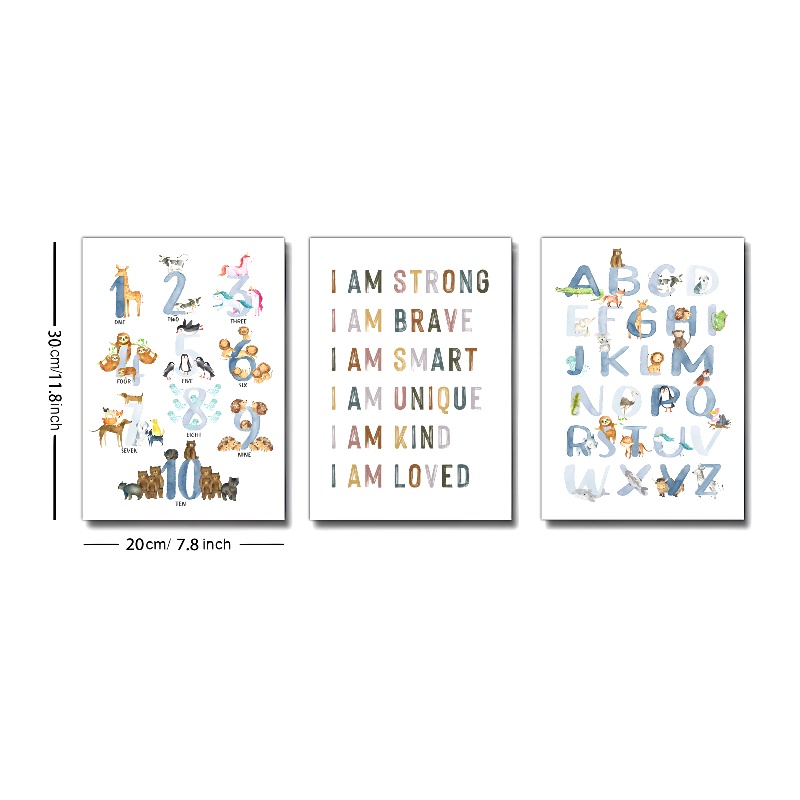 1 2 3
ONE TWO THREE
4 5 6
FOUR FIVE SIX
7 8 9
SEVEN EIGHT NINE
10
TEN
I AM STRONG
I AM BRAVE
I AM SMART
I AM UNIQUE
I AM KIND
I AM LOVED
A B C D
E F G H I
J K L M
N O P Q
R S T U V
W X Y Z
30cm/11.8inch
20cm/ 7.8 inch